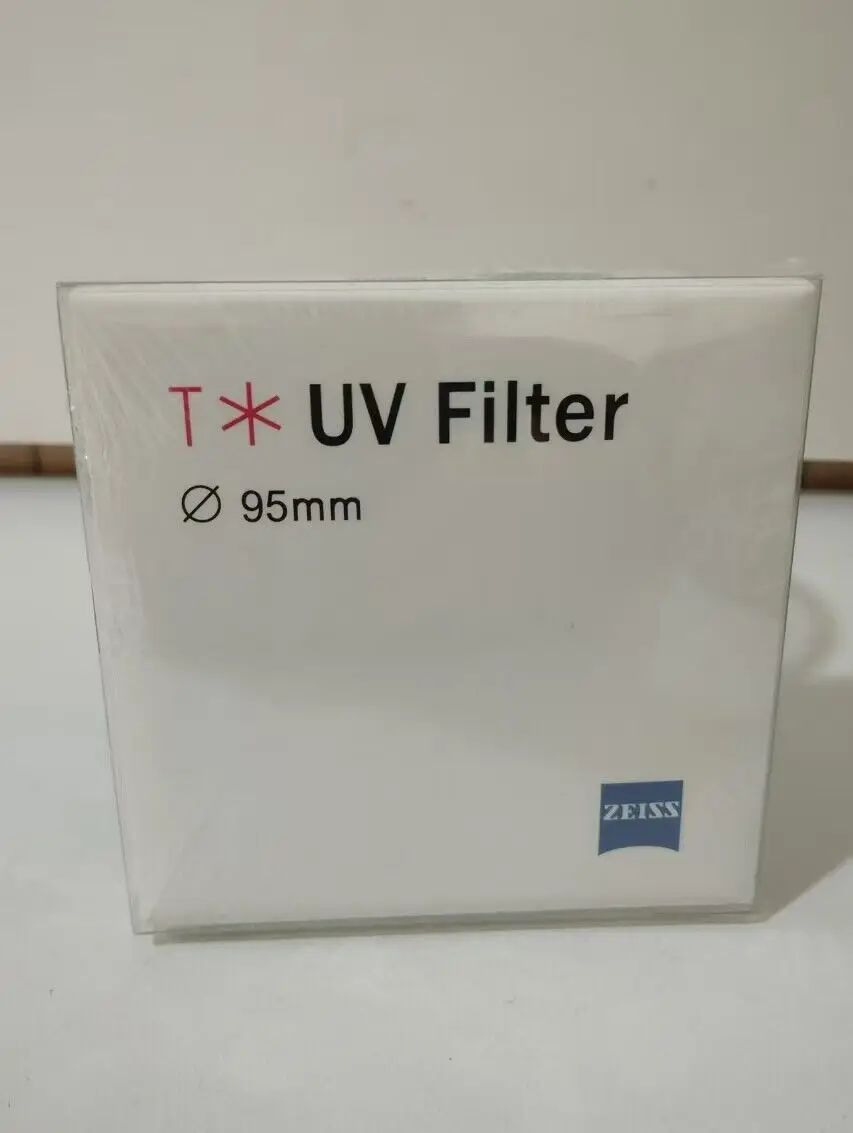 T* UV Filter
Ø 95mm
ZEISS